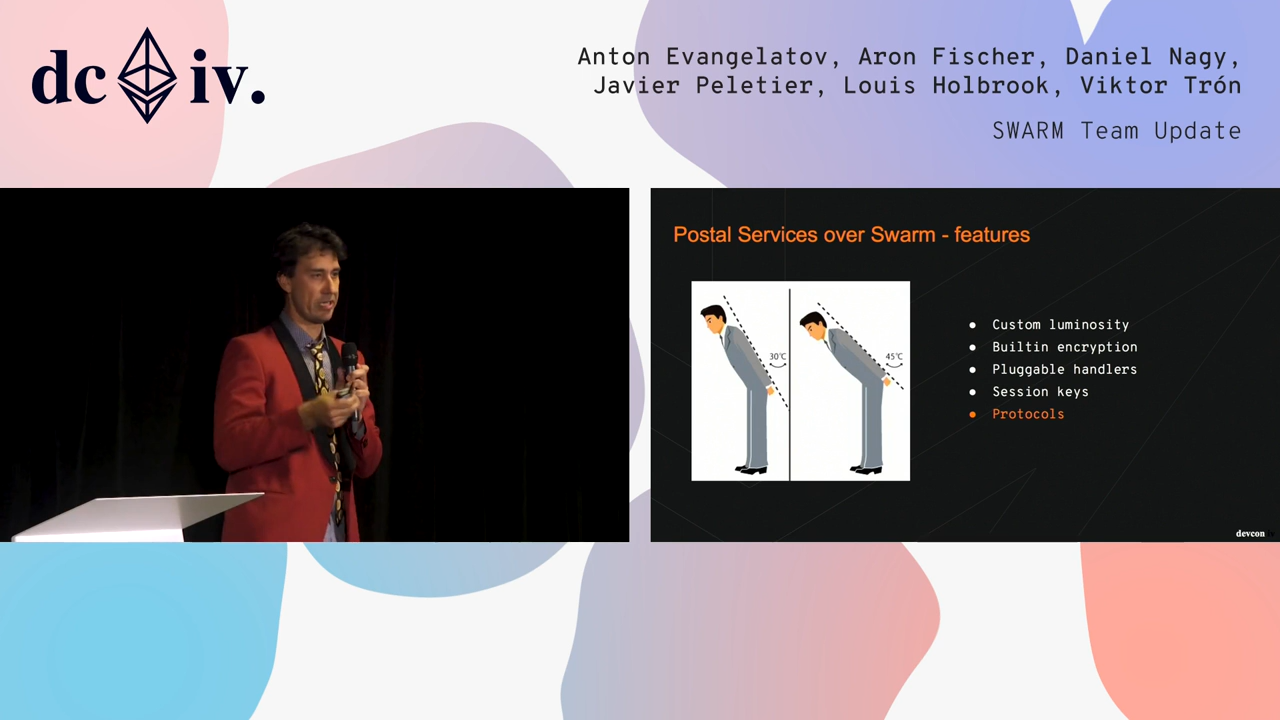 dc iv.
Anton Evangelatov, Aron Fischer, Daniel Nagy,
Javier Peletier, Louis Holbrook, Viktor Trón
SWARM Team Update
Postal Services over Swarm - features
30℃
45℃
● Custom luminosity
● Builtin encryption
● Pluggable handlers
● Session keys
● Protocols
devcon